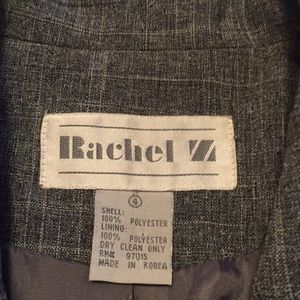 Rachel Z
4
SHELL:
100% POLYESTER
LINING:
100% POLYESTER
DRY CLEAN ONLY
RN# 97015
MADE IN KOREA